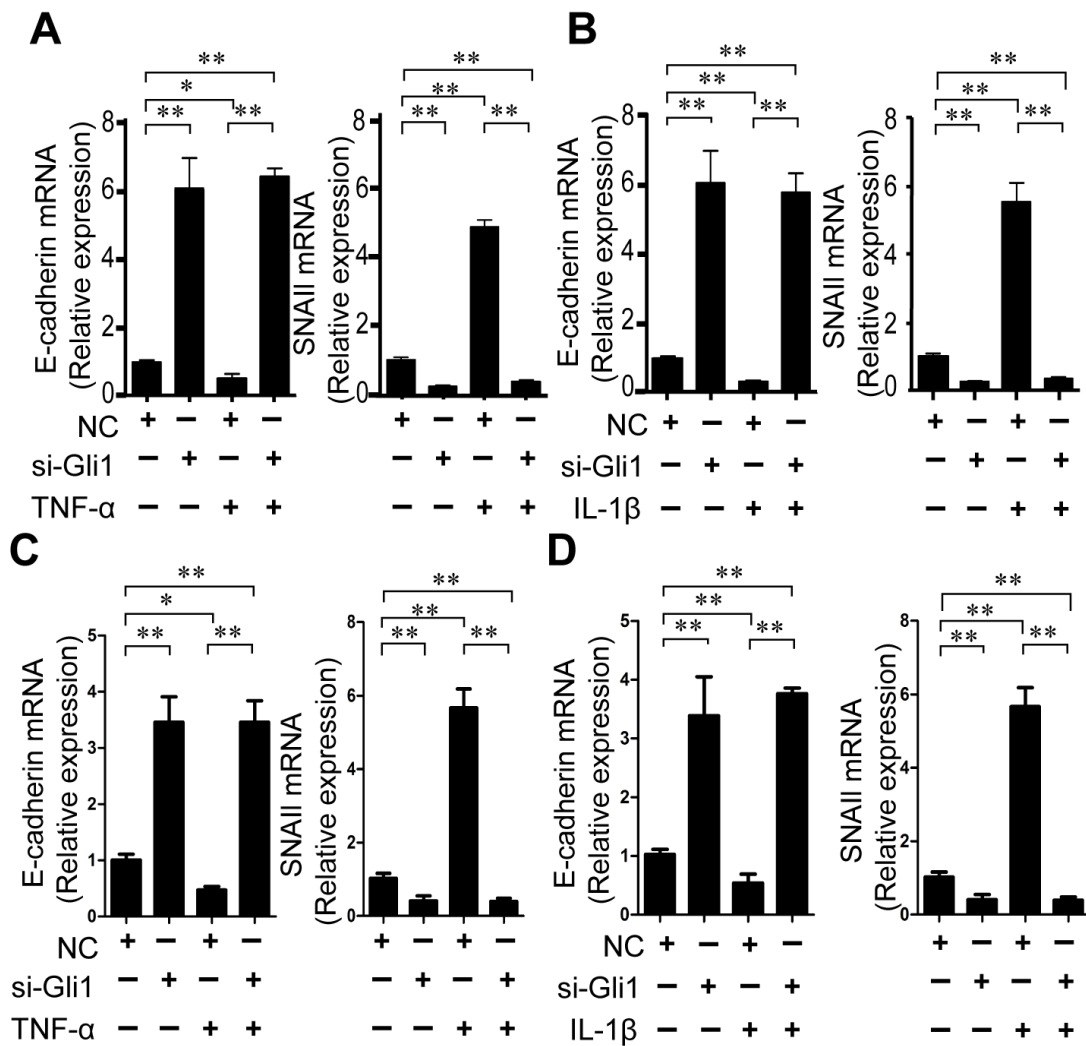 A
**
*
**
**
E-cadherin mRNA
(Relative expression)
8
6
4
2
0
**
**
**
**
SNAII mRNA
(Relative expression)
8
6
4
2
0
NC + − + − + − + −
si-Gli1 − + − + − + − +
TNF-α − − + + − − + +
B
**
**
**
**
E-cadherin mRNA
(Relative expression)
8
6
4
2
0
**
**
**
**
SNAII mRNA
(Relative expression)
8
6
4
2
0
NC + − + − + − + −
si-Gli1 − + − + − + − +
IL-1β − − + + − − + +
C
**
*
**
**
E-cadherin mRNA
(Relative expression)
5
4
3
2
1
0
**
**
**
**
SNAII mRNA
(Relative expression)
8
6
4
2
0
NC + − + − + − + −
si-Gli1 − + − + − + − +
TNF-α − − + + − − + +
D
**
**
**
**
E-cadherin mRNA
(Relative expression)
5
4
3
2
1
0
**
**
**
**
SNAII mRNA
(Relative expression)
8
6
4
2
0
NC + − + − + − + −
si-Gli1 − + − + − + − +
IL-1β − − + + − − + +